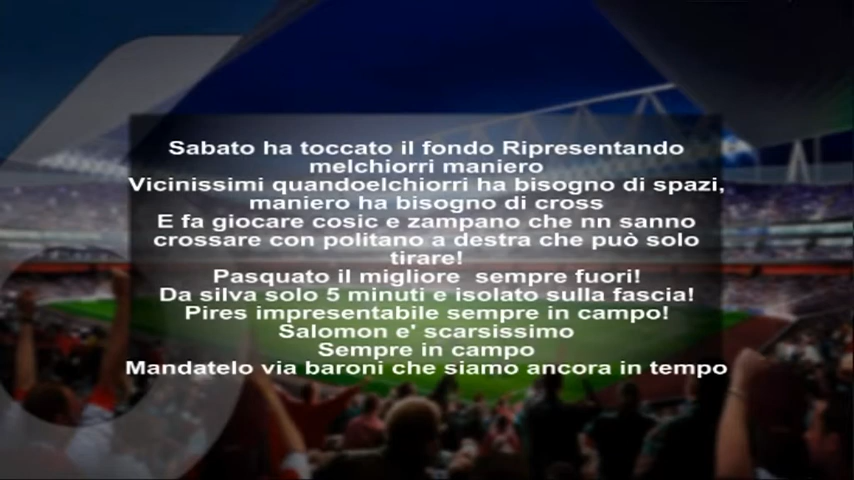 Sabato ha toccato il fondo Ripresentando
melchiorri maniero
Vicinissimi quandoelchiorri ha bisogno di spazi,
maniero ha bisogno di cross
E fa giocare cosic e zampano che nn sanno
crossare con politano a destra che può solo
tirare!
Pasquato il migliore  sempre fuori!
Da silva solo 5 minuti e isolato sulla fascia!
Pires impresentabile sempre in campo!
Salomon e' scarsissimo
Sempre in campo
Mandatelo via baroni che siamo ancora in tempo